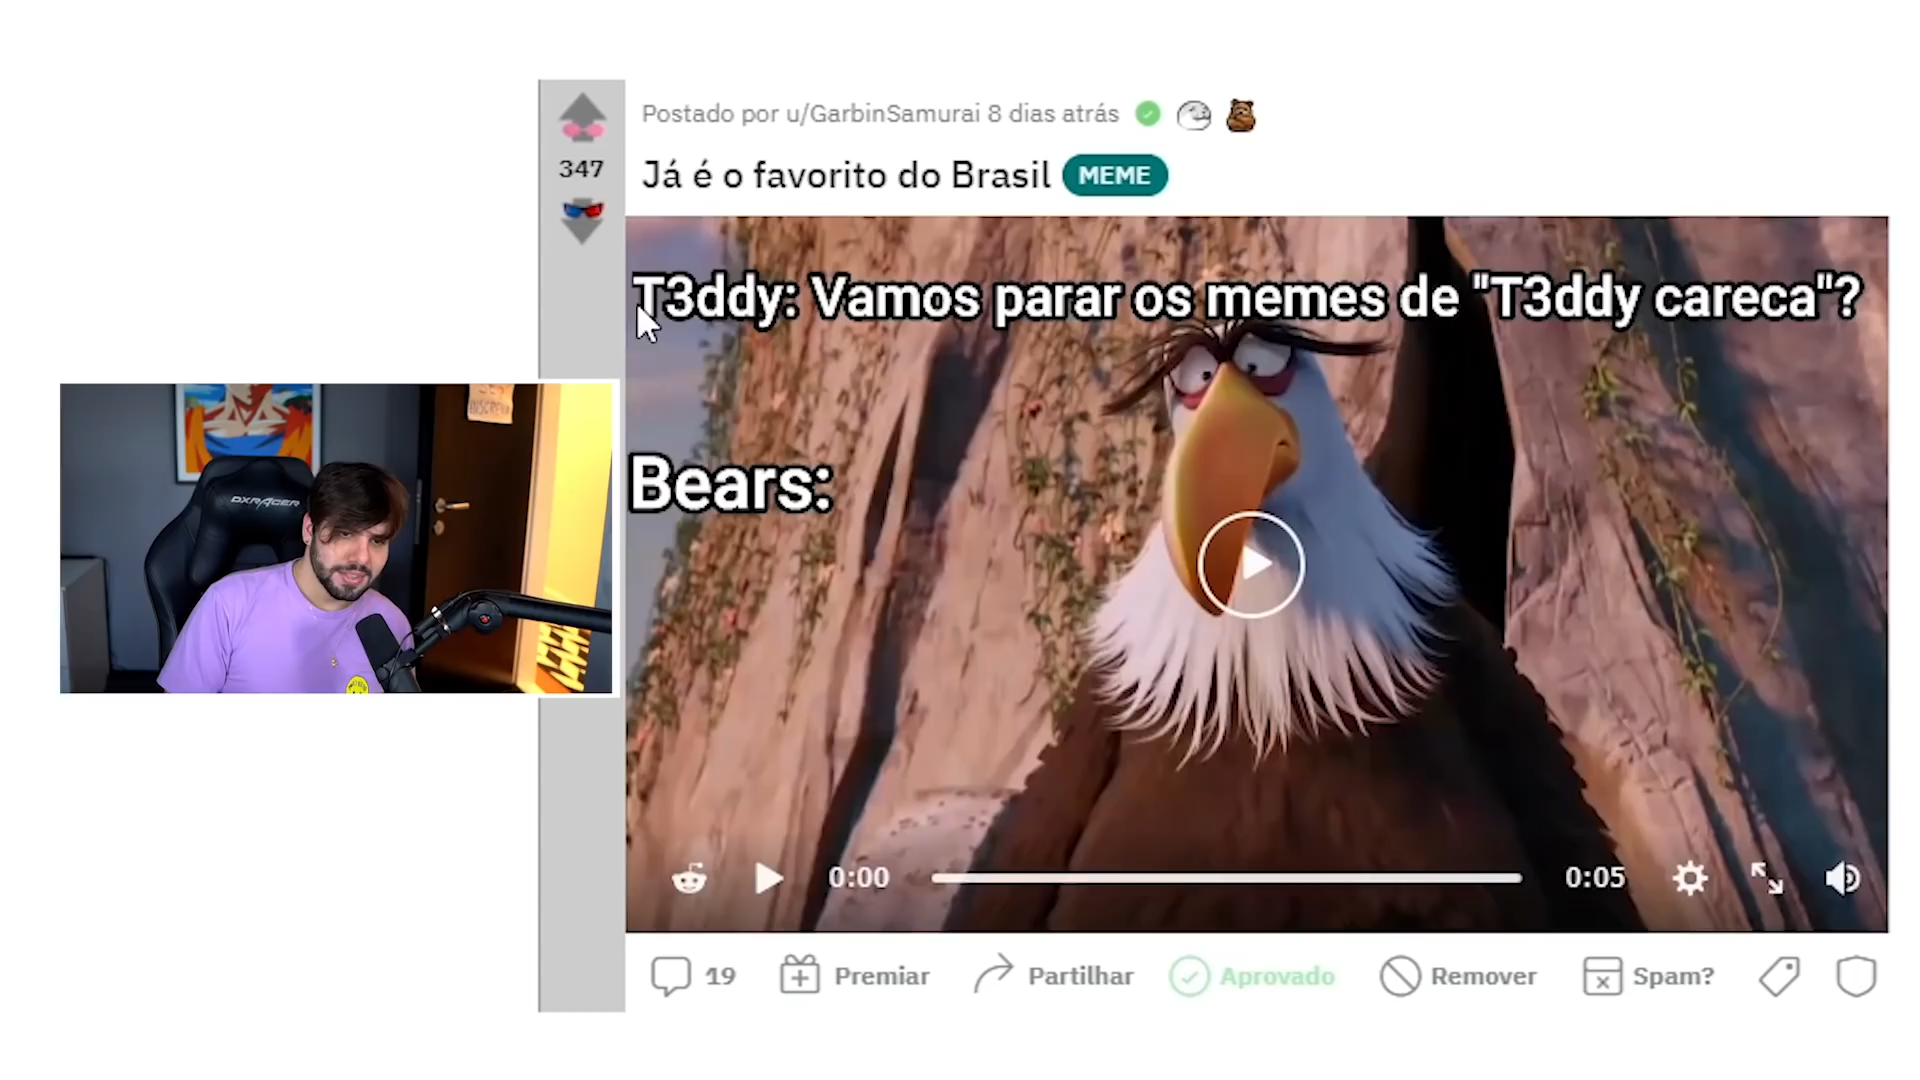 Postado por u/GarbinSamurai 8 dias atrás
347
Já é o favorito do Brasil MEME
T3ddy: Vamos parar os memes de "T3ddy careca"?
Bears:
DXRACER
0:00
0:05
19 Premiar Partilhar Aprovado Remover Spam?